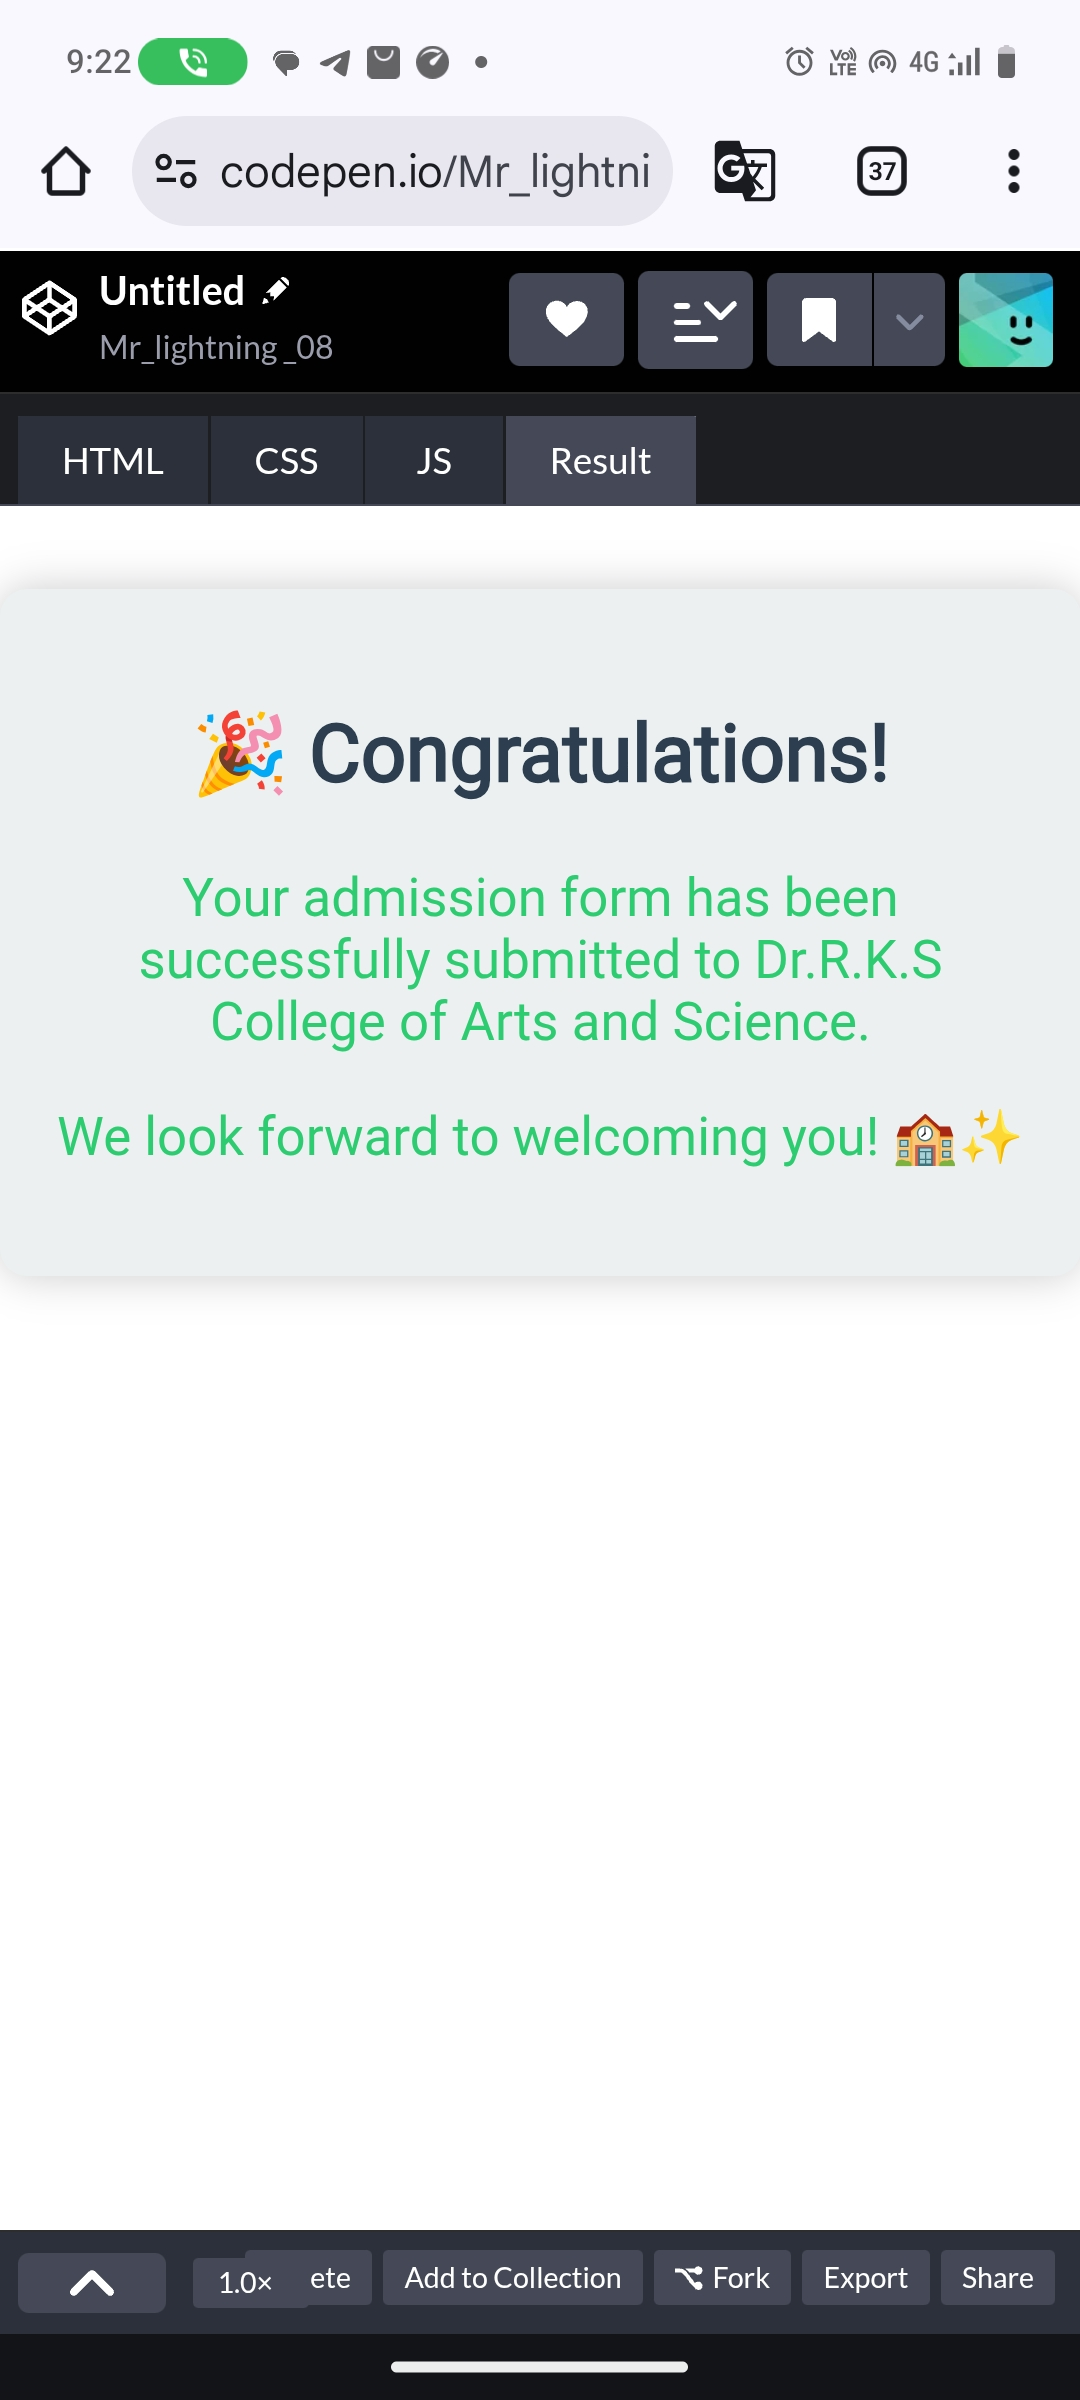 9:22 Vo)) LTE 4G
codepen.io/Mr_lightni 37
Untitled
Mr_lightning_08
HTML CSS JS Result
🎉 Congratulations!
Your admission form has been
successfully submitted to Dr.R.K.S
College of Arts and Science.
We look forward to welcoming you! 🏫✨
1.0× ete Add to Collection Fork Export Share